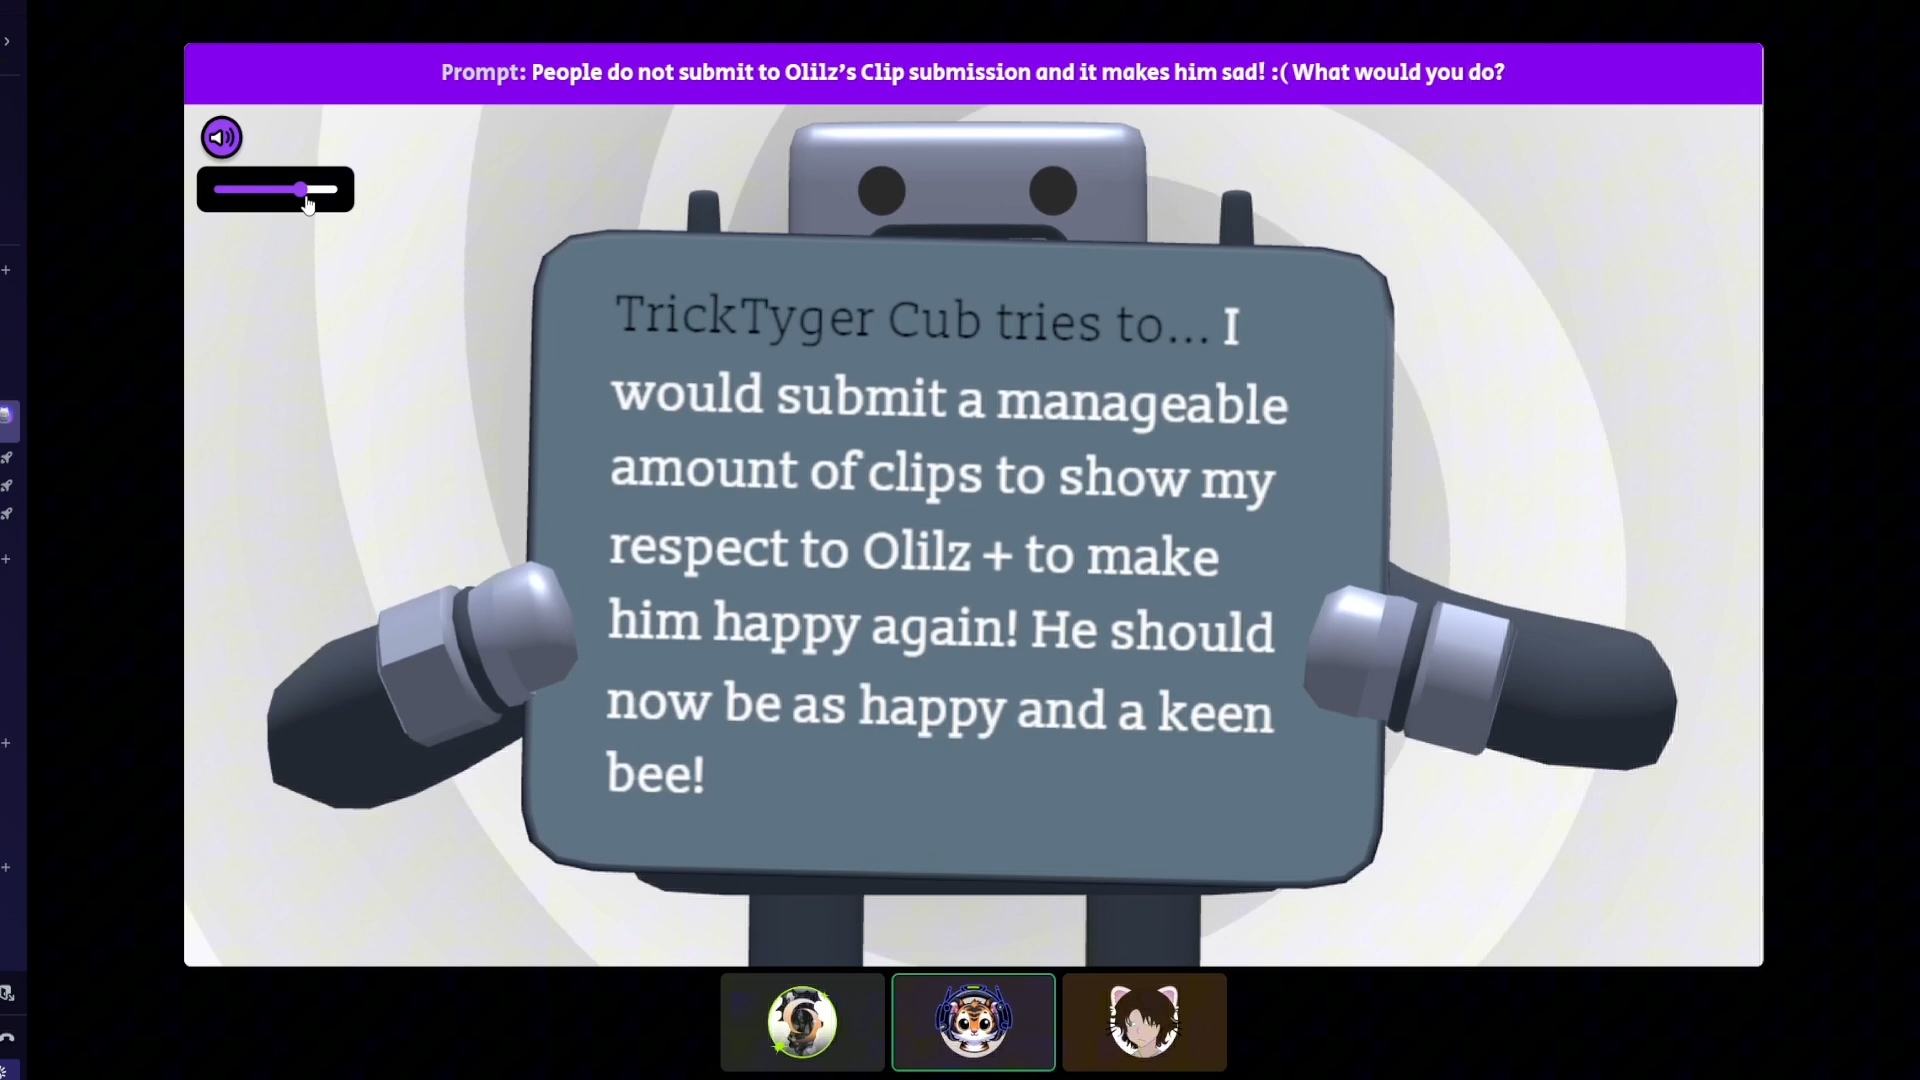 Prompt: People do not submit to Olilz's Clip submission and it makes him sad! :( What would you do?
TrickTyger Cub tries to... I
would submit a manageable
amount of clips to show my
respect to Olilz + to make
him happy again! He should
now be as happy and a keen
bee!